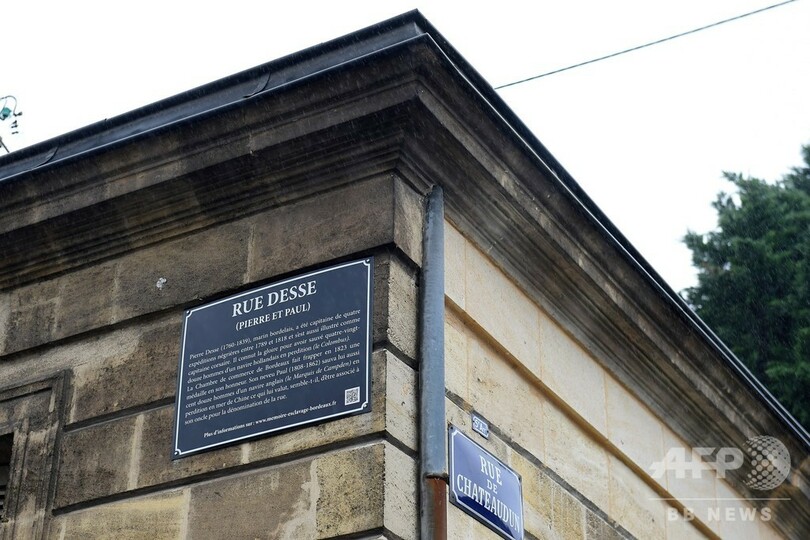 RUE DESSE
(PIERRE ET PAUL)
Pierre Desse (1760-1839), marin bordelais, a été capitaine de quatre
expéditions négrières entre 1789 et 1818 et s'est aussi illustré comme
capitaine corsaire. Il connut la gloire pour avoir sauvé quatre-vingt-
douze hommes d'un navire hollandais en perdition (le Colombus).
La Chambre de commerce de Bordeaux fait frapper en 1823 une
médaille en son honneur. Son neveu Paul (1808-1862) sauva lui aussi
cent douze hommes d'un navire anglais (le Marquis de Campden) en
perdition en mer de Chine ce qui lui valut, semble-t-il, d'être associé à
son oncle pour la dénomination de la rue.
Plus d'informations sur www.memoire-esclavage-bordeaux.fr
RUE
DE
CHATEAUDUN
AFP
BB NEWS